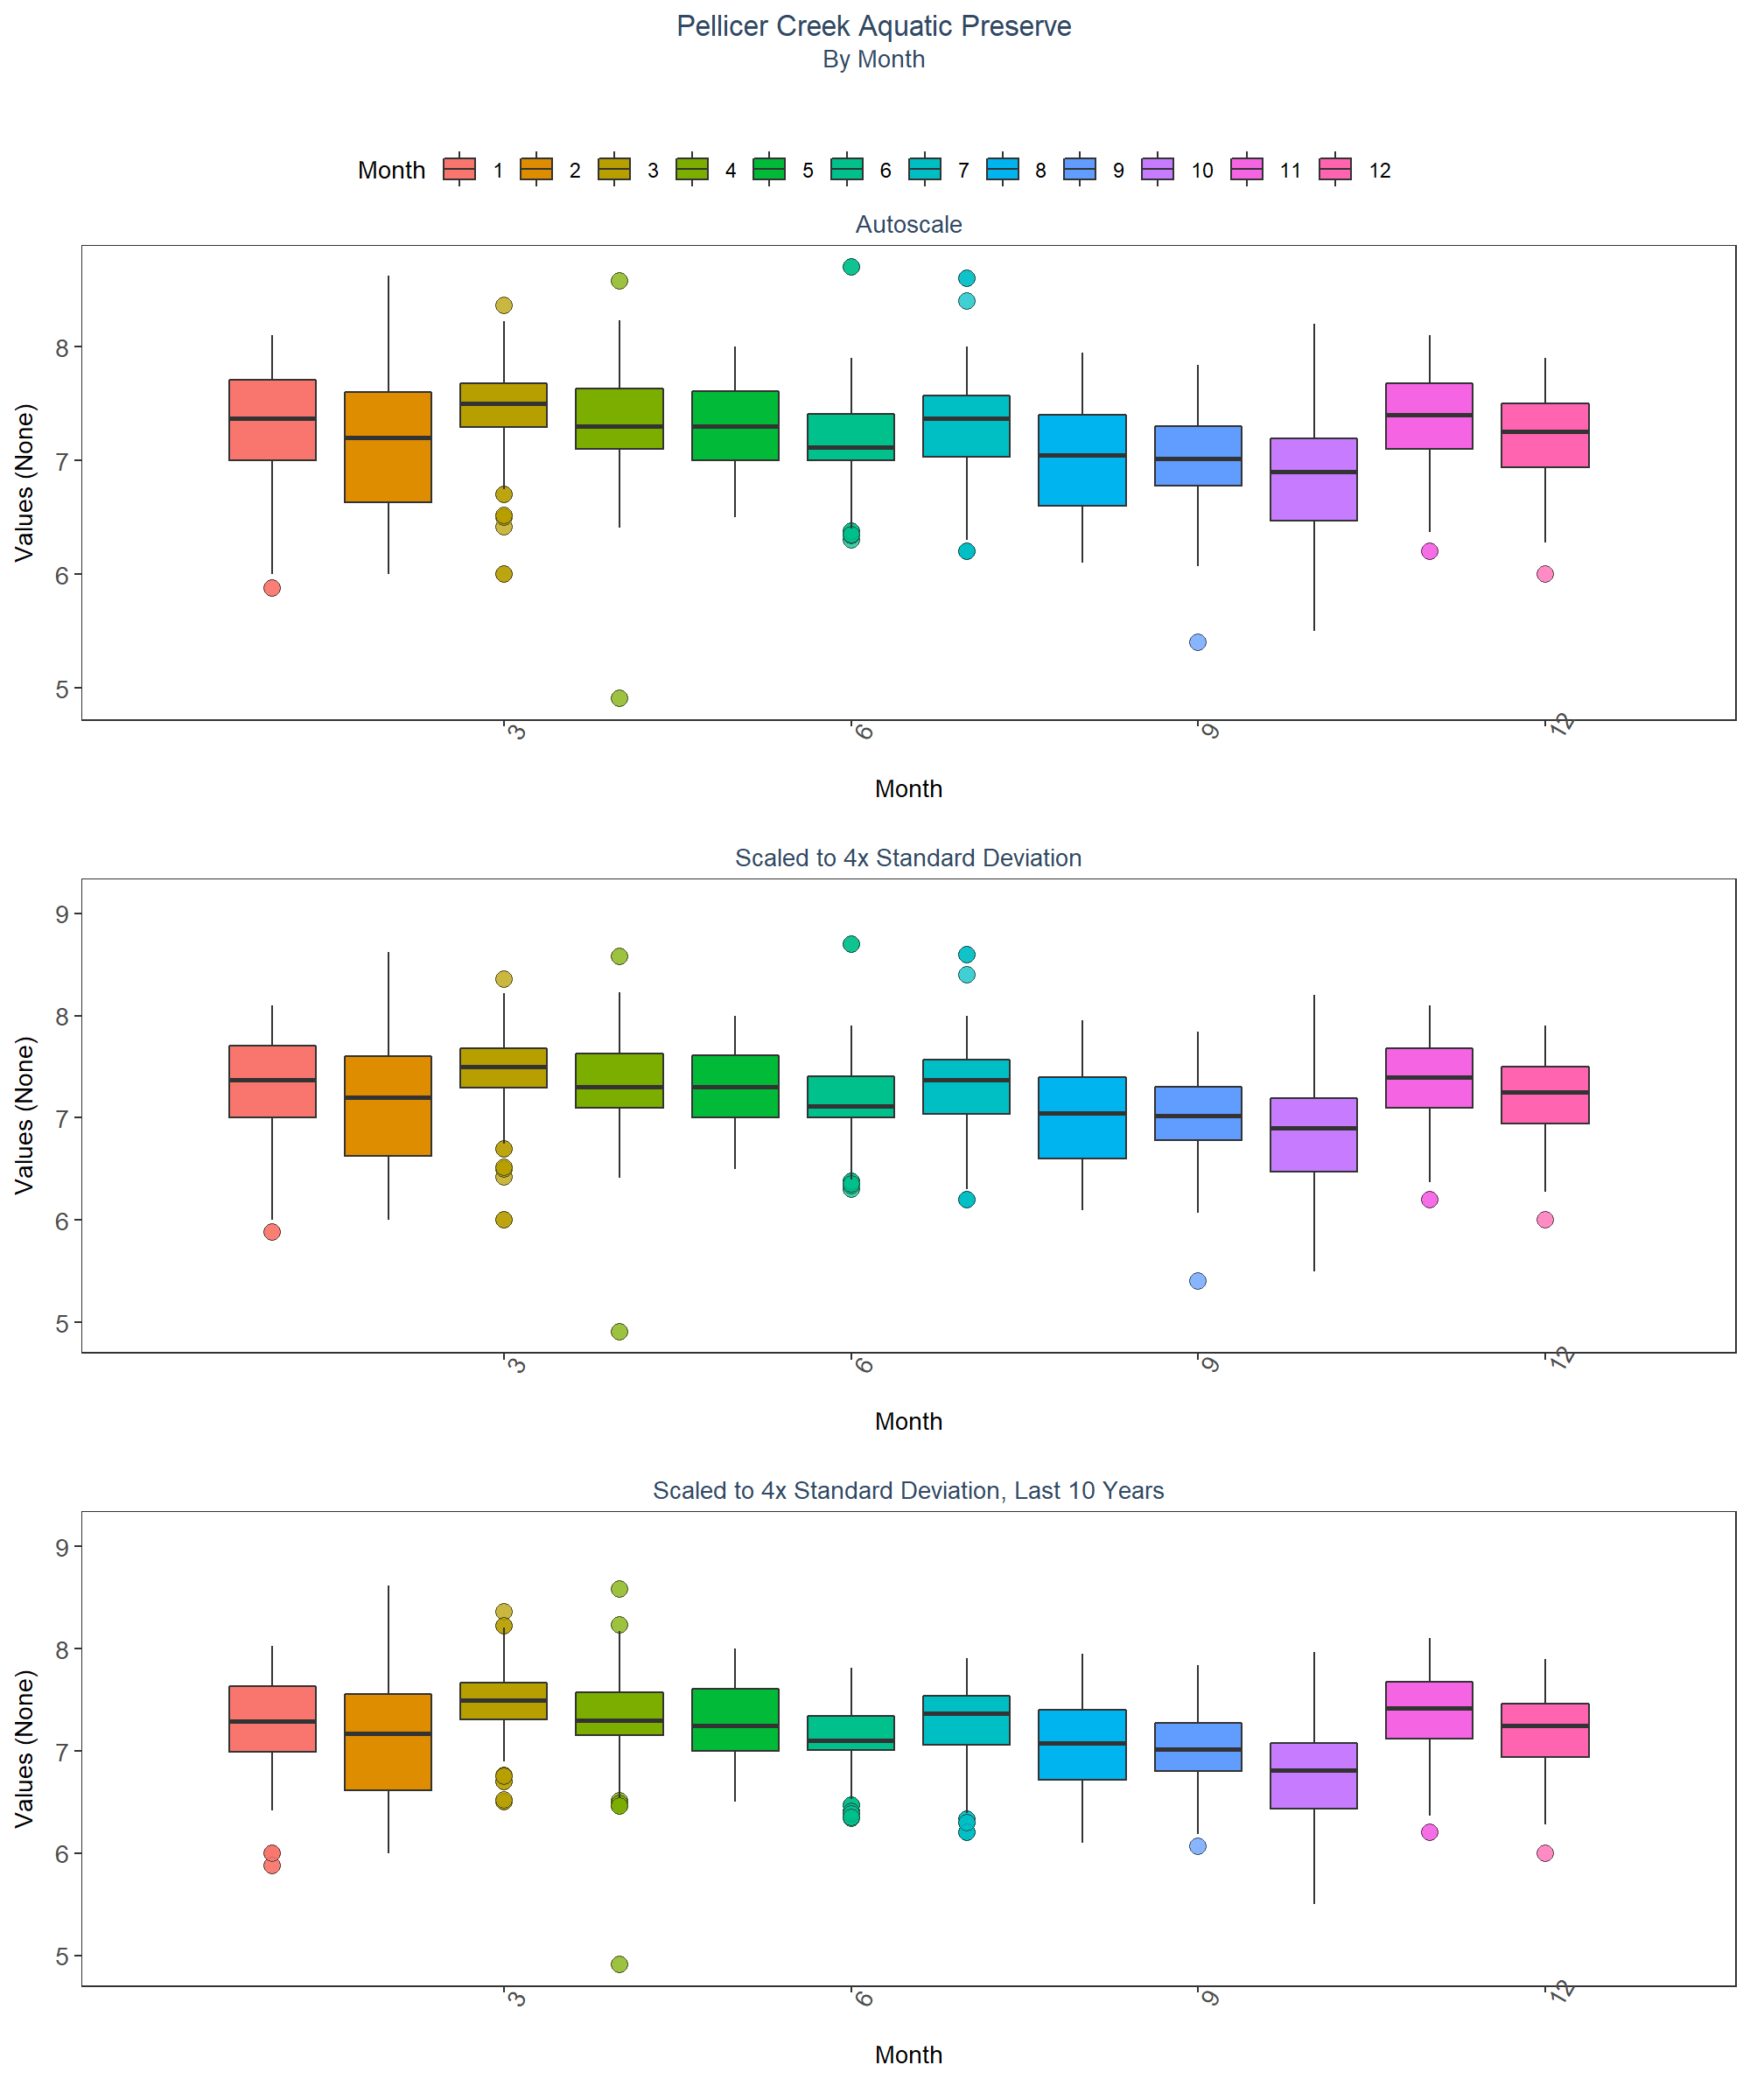 Pellicer Creek Aquatic Preserve
By Month
Month 1 2 3 4 5 6 7 8 9 10 11 12
Autoscale
Values (None)
8
7
6
5
3 6 9 12
Month
Scaled to 4x Standard Deviation
Values (None)
9
8
7
6
5
3 6 9 12
Month
Scaled to 4x Standard Deviation, Last 10 Years
Values (None)
9
8
7
6
5
3 6 9 12
Month